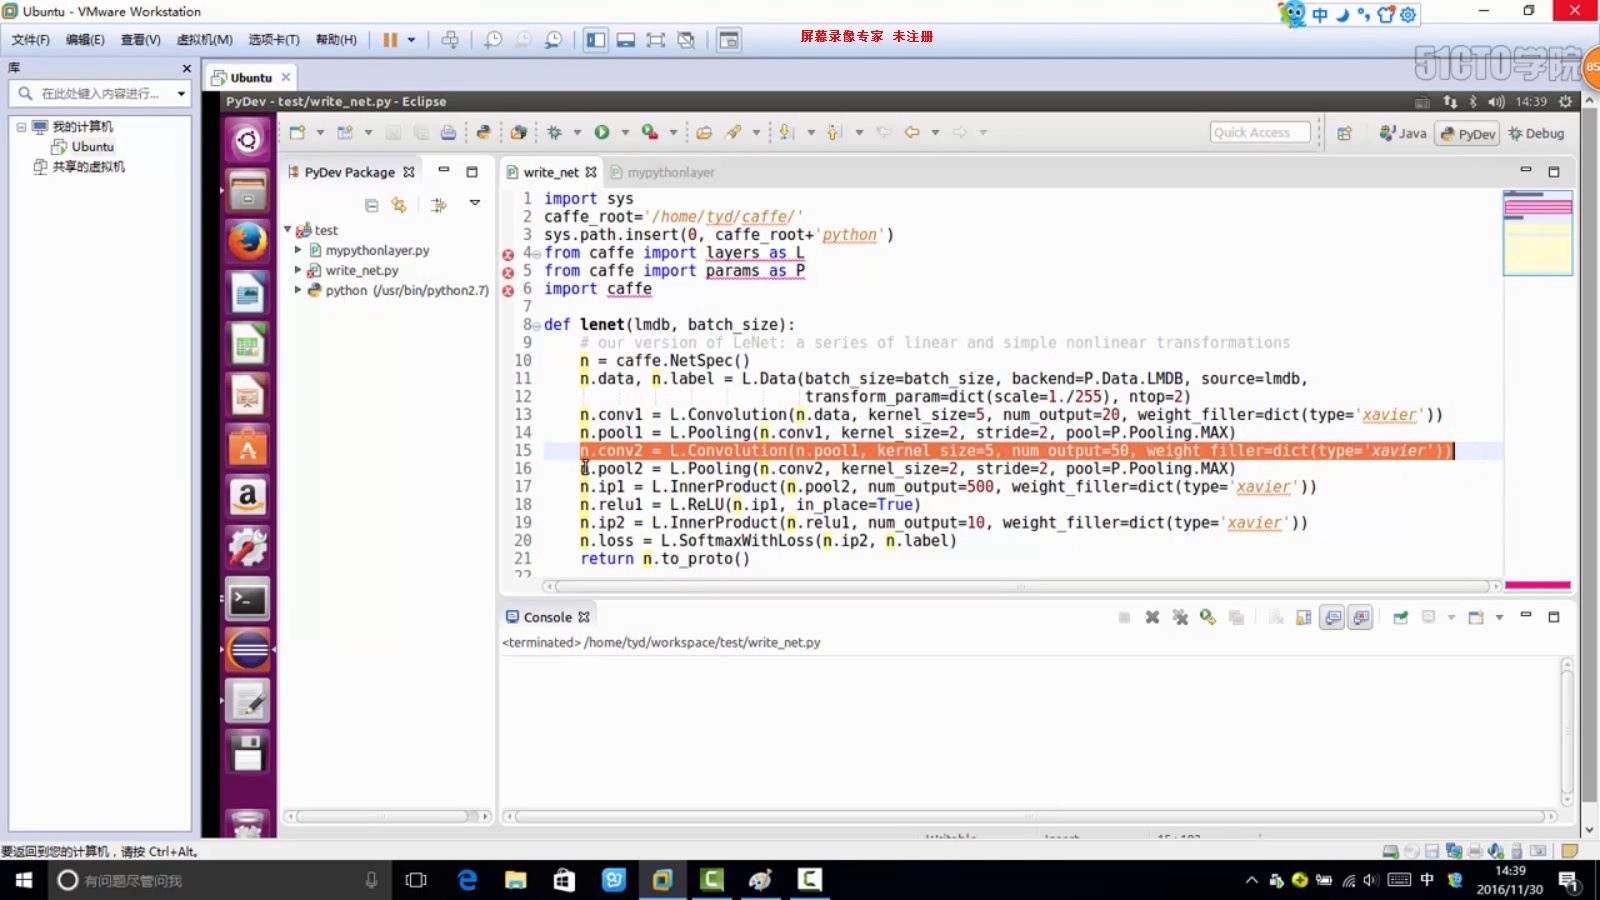 Ubuntu - VMware Workstation
文件(F) 编辑(E) 查看(V) 虚拟机(M) 选项卡(T) 帮助(H)
屏幕录像专家 未注册
中
51CTO学院
85
库
Ubuntu
在此处键入内容进行...
我的计算机
Ubuntu
共享的虚拟机
PyDev - test/write_net.py - Eclipse
14:39
Quick Access
Java
PyDev
Debug
PyDev Package
test
mypythonlayer.py
write_net.py
python (/usr/bin/python2.7)
write_net
mypythonlayer
1 import sys
2 caffe_root='/home/tyd/caffe/'
3 sys.path.insert(0, caffe_root+'python')
4 from caffe import layers as L
5 from caffe import params as P
6 import caffe
7
8 def lenet(lmdb, batch_size):
9 # our version of LeNet: a series of linear and simple nonlinear transformations
10 n = caffe.NetSpec()
11 n.data, n.label = L.Data(batch_size=batch_size, backend=P.Data.LMDB, source=lmdb,
12 transform_param=dict(scale=1./255), ntop=2)
13 n.conv1 = L.Convolution(n.data, kernel_size=5, num_output=20, weight_filler=dict(type='xavier'))
14 n.pool1 = L.Pooling(n.conv1, kernel_size=2, stride=2, pool=P.Pooling.MAX)
15 n.conv2 = L.Convolution(n.pool1, kernel_size=5, num_output=50, weight_filler=dict(type='xavier'))
16 n.pool2 = L.Pooling(n.conv2, kernel_size=2, stride=2, pool=P.Pooling.MAX)
17 n.ip1 = L.InnerProduct(n.pool2, num_output=500, weight_filler=dict(type='xavier'))
18 n.relu1 = L.ReLU(n.ip1, in_place=True)
19 n.ip2 = L.InnerProduct(n.relu1, num_output=10, weight_filler=dict(type='xavier'))
20 n.loss = L.SoftmaxWithLoss(n.ip2, n.label)
21 return n.to_proto()
22
Console
<terminated> /home/tyd/workspace/test/write_net.py
要返回到您的计算机，请按 Ctrl+Alt。
有问题尽管问我
中
14:39
2016/11/30
1